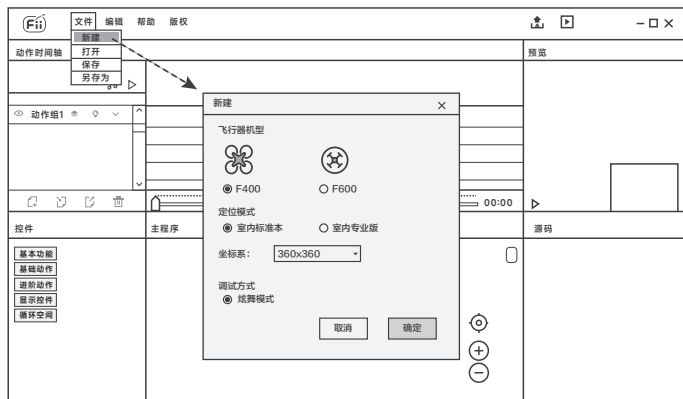 Fii 文件 编辑 帮助 版权
新建
打开
保存
另存为
动作时间轴
预览
动作组1
00:00
控件
主程序
源码
基本功能
基础动作
进阶动作
显示控件
循环空间
新建
飞行器机型
F400 F600
定位模式
室内标准本 室内专业版
坐标系： 360x360
调试方式
炫舞模式
取消 确定